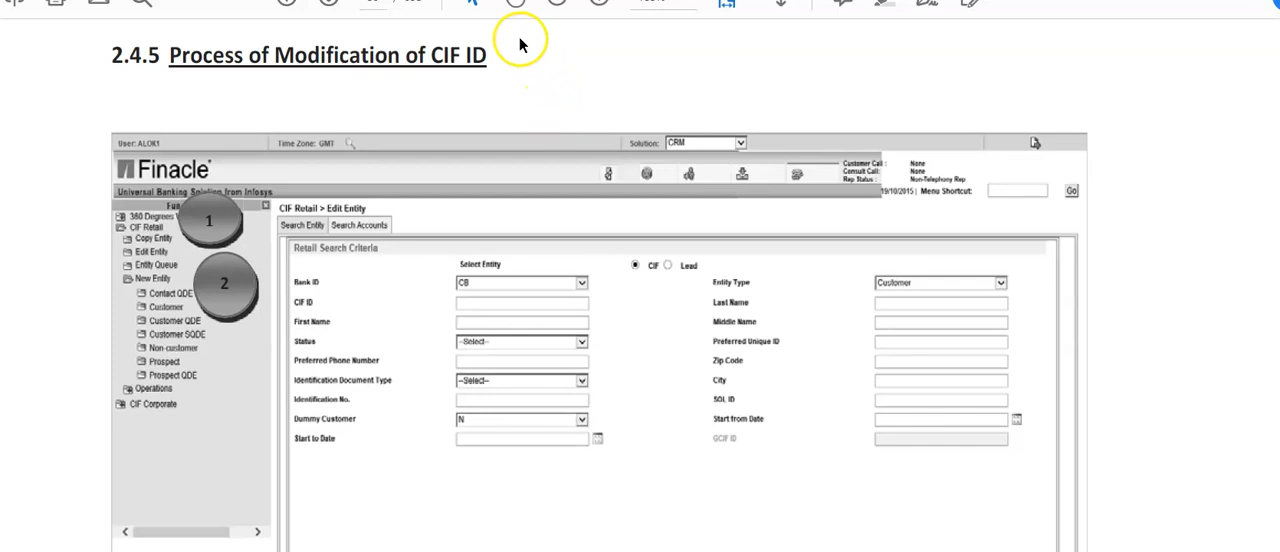 2.4.5 Process of Modification of CIF ID
User: ALOK1 Time Zone: GMT Solution: CRM
Finacle
Customer Call : None
Consult Call: None
Rep Status : Non-Telephony Rep
Universal Banking Solution from Infosys
19/10/2015 | Menu Shortcut: Go
CIF Retail > Edit Entity
Search Entity Search Accounts
360 Degrees
1
CIF Retail
Copy Entity
Edit Entity
Entity Queue
New Entity
2
Contact QDE
Customer
Customer QDE
Customer SQDE
Non-customer
Prospect
Prospect QDE
Operations
CIF Corporate
Retail Search Criteria
Select Entity CIF Lead
Bank ID CB Entity Type Customer
CIF ID Last Name
First Name Middle Name
Status --Select-- Preferred Unique ID
Preferred Phone Number Zip Code
Identification Document Type --Select-- City
Identification No. SOL ID
Dummy Customer N Start from Date
Start to Date GCIF ID